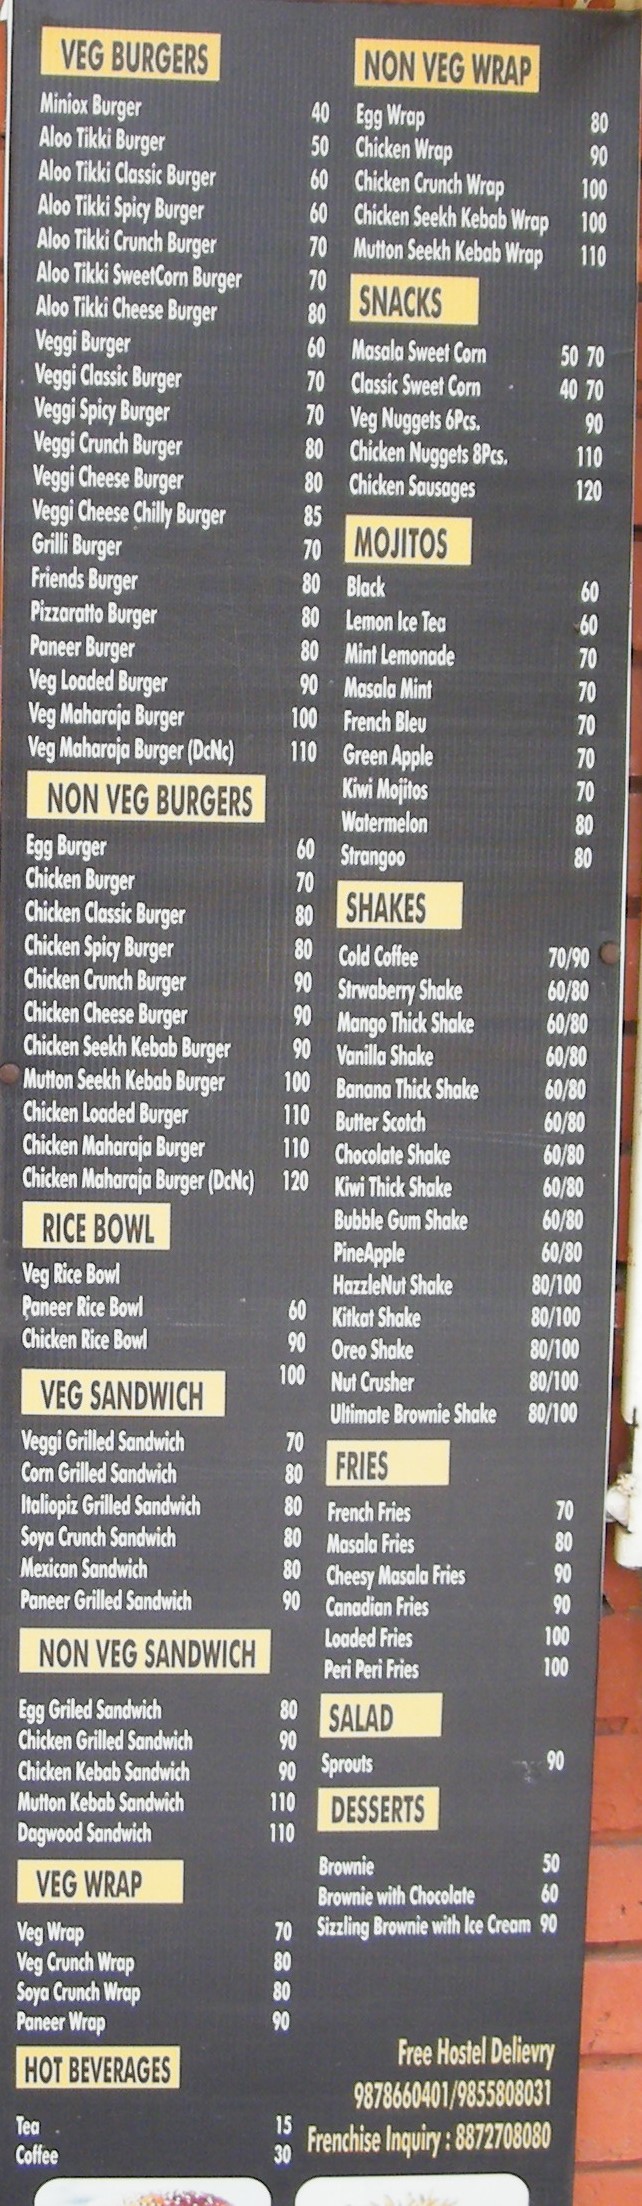 VEG BURGERS
Miniox Burger 40
Aloo Tikki Burger 50
Aloo Tikki Classic Burger 60
Aloo Tikki Spicy Burger 60
Aloo Tikki Crunch Burger 70
Aloo Tikki SweetCorn Burger 70
Aloo Tikki Cheese Burger 80
Veggi Burger 60
Veggi Classic Burger 70
Veggi Spicy Burger 70
Veggi Crunch Burger 80
Veggi Cheese Burger 80
Veggi Cheese Chilly Burger 85
Grilli Burger 70
Friends Burger 80
Pizzaratto Burger 80
Paneer Burger 80
Veg Loaded Burger 90
Veg Maharaja Burger 100
Veg Maharaja Burger (DcNc) 110
NON VEG BURGERS
Egg Burger 60
Chicken Burger 70
Chicken Classic Burger 80
Chicken Spicy Burger 80
Chicken Crunch Burger 90
Chicken Cheese Burger 90
Chicken Seekh Kebab Burger 90
Mutton Seekh Kebab Burger 100
Chicken Loaded Burger 110
Chicken Maharaja Burger 110
Chicken Maharaja Burger (DcNc) 120
RICE BOWL
Veg Rice Bowl
Paneer Rice Bowl 60
Chicken Rice Bowl 90
100
VEG SANDWICH
Veggi Grilled Sandwich 70
Corn Grilled Sandwich 80
Italiopiz Grilled Sandwich 80
Soya Crunch Sandwich 80
Mexican Sandwich 80
Paneer Grilled Sandwich 90
NON VEG SANDWICH
Egg Griled Sandwich 80
Chicken Grilled Sandwich 90
Chicken Kebab Sandwich 90
Mutton Kebab Sandwich 110
Dagwood Sandwich 110
VEG WRAP
Veg Wrap 70
Veg Crunch Wrap 80
Soya Crunch Wrap 80
Paneer Wrap 90
HOT BEVERAGES
Tea 15
Coffee 30
NON VEG WRAP
Egg Wrap 80
Chicken Wrap 90
Chicken Crunch Wrap 100
Chicken Seekh Kebab Wrap 100
Mutton Seekh Kebab Wrap 110
SNACKS
Masala Sweet Corn 50 70
Classic Sweet Corn 40 70
Veg Nuggets 6Pcs. 90
Chicken Nuggets 8Pcs. 110
Chicken Sausages 120
MOJITOS
Black 60
Lemon Ice Tea 60
Mint Lemonade 70
Masala Mint 70
French Bleu 70
Green Apple 70
Kiwi Mojitos 70
Watermelon 80
Strangoo 80
SHAKES
Cold Coffee 70/90
Strwaberry Shake 60/80
Mango Thick Shake 60/80
Vanilla Shake 60/80
Banana Thick Shake 60/80
Butter Scotch 60/80
Chocolate Shake 60/80
Kiwi Thick Shake 60/80
Bubble Gum Shake 60/80
PineApple 60/80
HazzleNut Shake 80/100
Kitkat Shake 80/100
Oreo Shake 80/100
Nut Crusher 80/100
Ultimate Brownie Shake 80/100
FRIES
French Fries 70
Masala Fries 80
Cheesy Masala Fries 90
Canadian Fries 90
Loaded Fries 100
Peri Peri Fries 100
SALAD
Sprouts 90
DESSERTS
Brownie 50
Brownie with Chocolate 60
Sizzling Brownie with Ice Cream 90
Free Hostel Delievry
9878660401/9855808031
Frenchise Inquiry : 8872708080